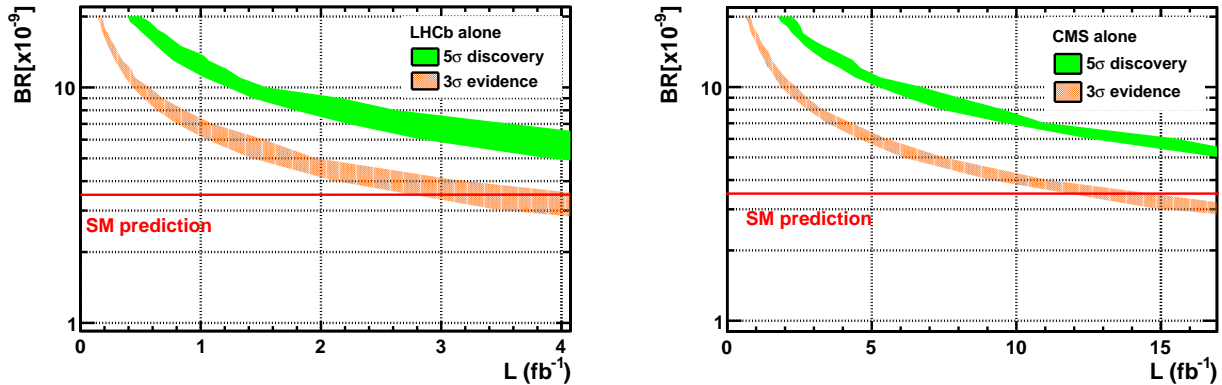 BR[x10⁻⁹]
LHCb alone
5σ discovery
3σ evidence
10
SM prediction
1
0 1 2 3 4
L (fb⁻¹)
BR[x10⁻⁹]
CMS alone
5σ discovery
3σ evidence
10
SM prediction
1
0 5 10 15
L (fb⁻¹)